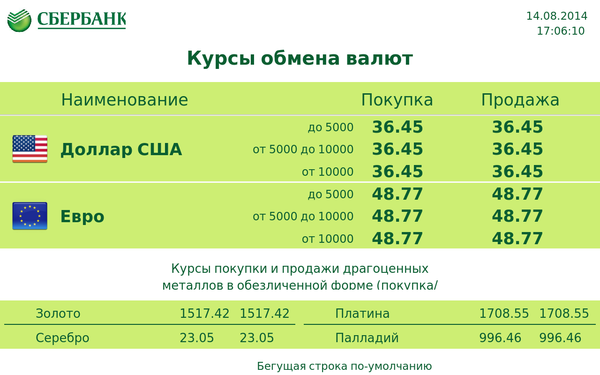 СБЕРБАНК
14.08.2014
17:06:10
Курсы обмена валют
Наименование Покупка Продажа
до 5000 36.45 36.45
Доллар США от 5000 до 10000 36.45 36.45
от 10000 36.45 36.45
до 5000 48.77 48.77
Евро от 5000 до 10000 48.77 48.77
от 10000 48.77 48.77
Курсы покупки и продажи драгоценных
металлов в обезличенной форме (покупка/
Золото 1517.42 1517.42 Платина 1708.55 1708.55
Серебро 23.05 23.05 Палладий 996.46 996.46
Бегущая строка по-умолчанию